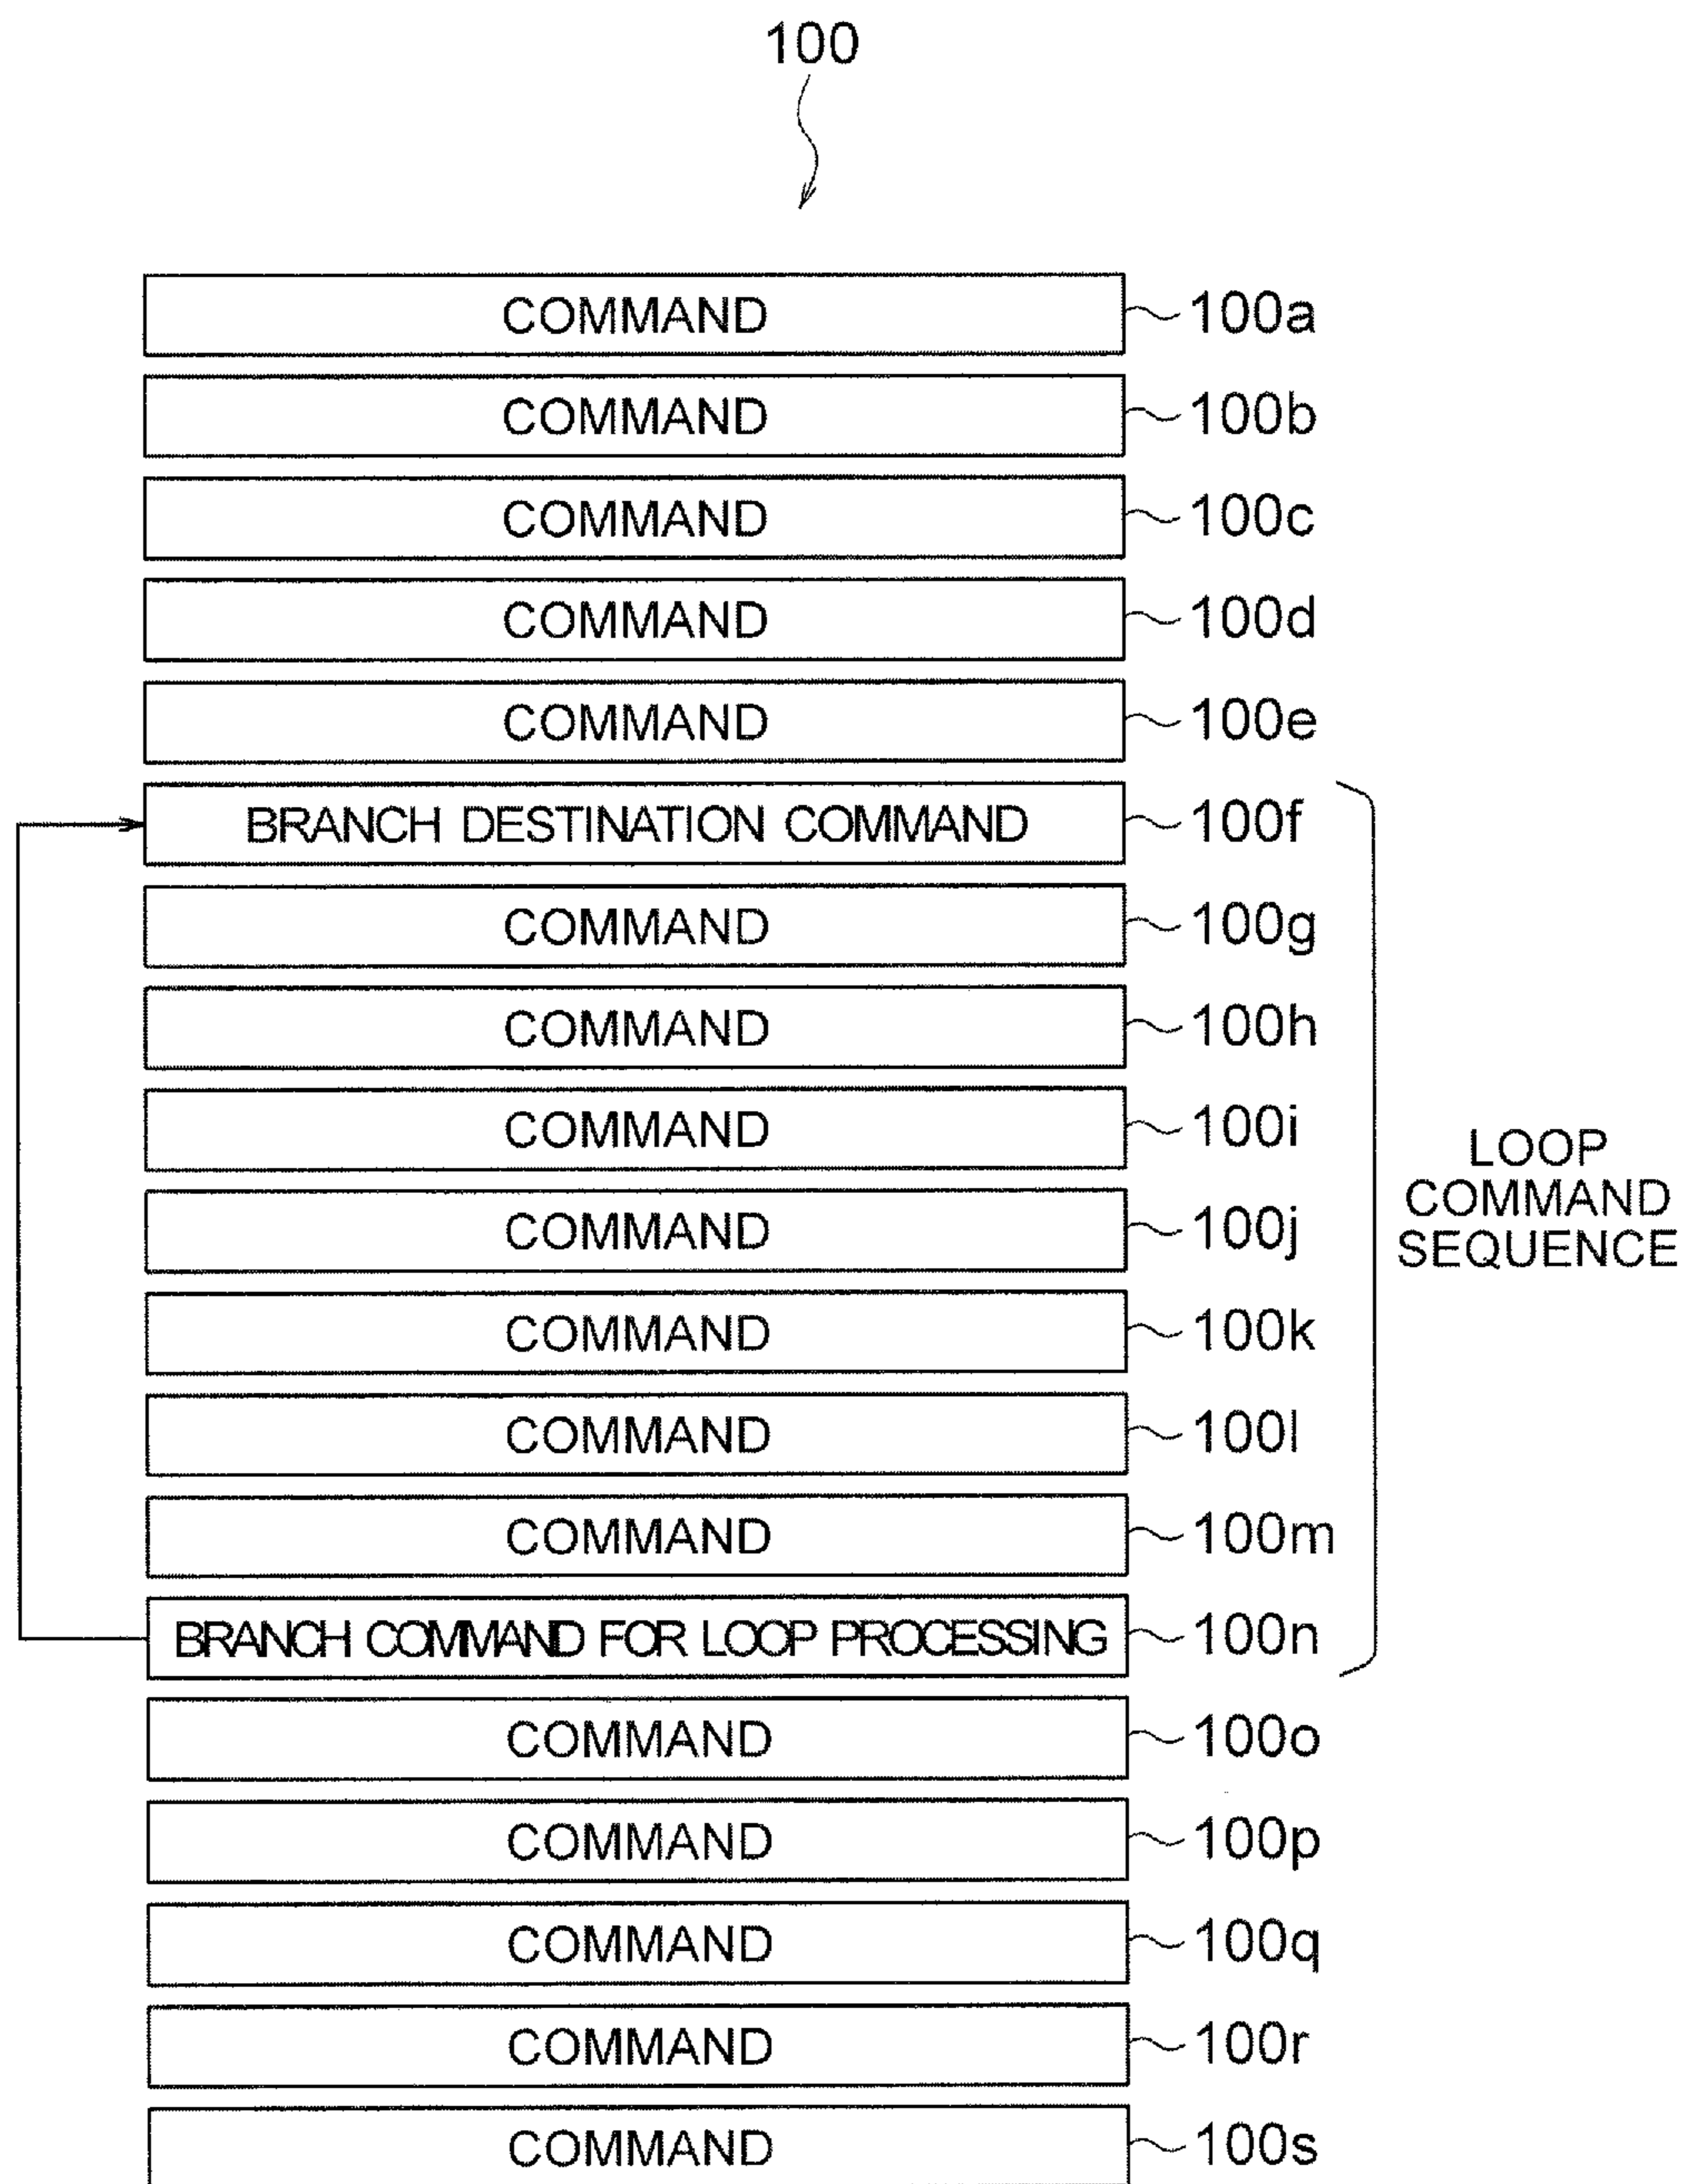 100
COMMAND 100a
COMMAND 100b
COMMAND 100c
COMMAND 100d
COMMAND 100e
BRANCH DESTINATION COMMAND 100f
COMMAND 100g
COMMAND 100h
COMMAND 100i
COMMAND 100j
COMMAND 100k
COMMAND 100l
COMMAND 100m
BRANCH COMMAND FOR LOOP PROCESSING 100n
COMMAND 100o
COMMAND 100p
COMMAND 100q
COMMAND 100r
COMMAND 100s
LOOP
COMMAND
SEQUENCE